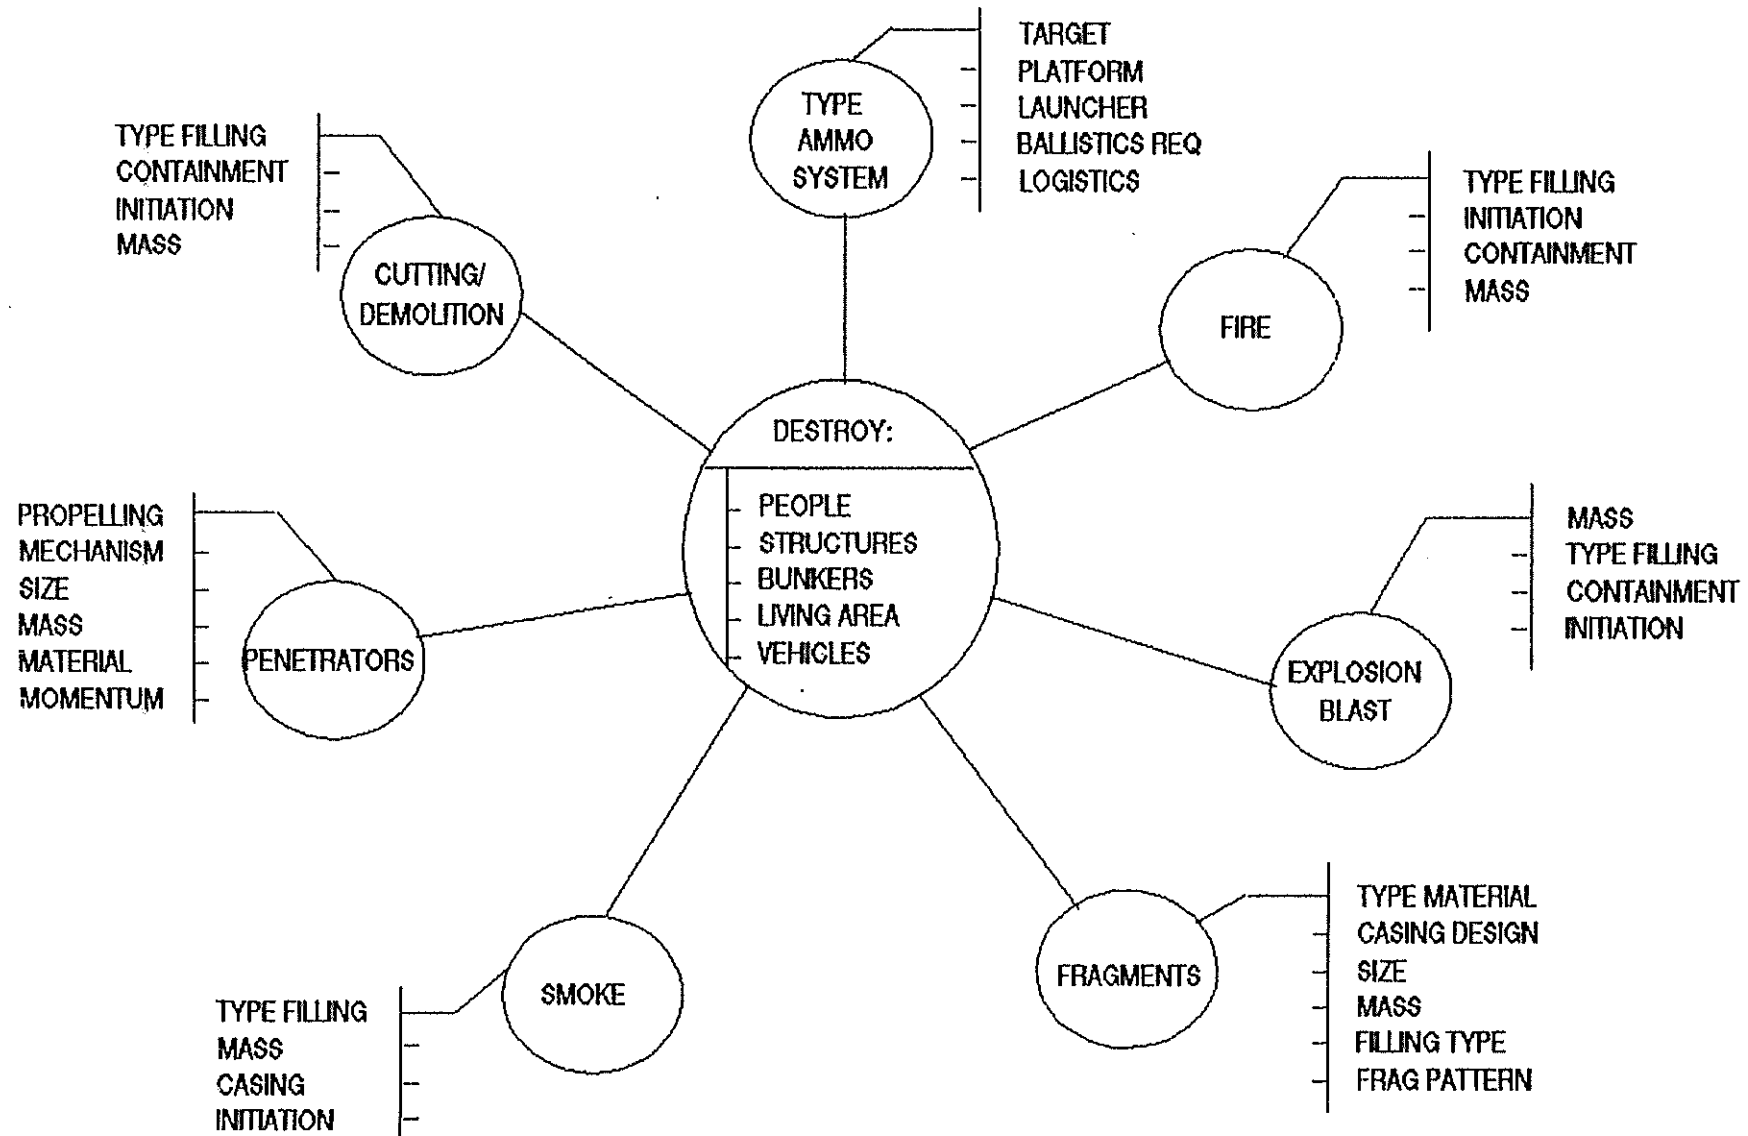 TARGET
PLATFORM
LAUNCHER
BALLISTICS REQ
LOGISTICS
TYPE
AMMO
SYSTEM
TYPE FILLING
CONTAINMENT
INITIATION
MASS
CUTTING/
DEMOLITION
TYPE FILLING
INITIATION
CONTAINMENT
MASS
FIRE
DESTROY:
PEOPLE
STRUCTURES
BUNKERS
LIVING AREA
VEHICLES
PROPELLING
MECHANISM
SIZE
MASS
MATERIAL
MOMENTUM
PENETRATORS
MASS
TYPE FILLING
CONTAINMENT
INITIATION
EXPLOSION
BLAST
TYPE FILLING
MASS
CASING
INITIATION
SMOKE
FRAGMENTS
TYPE MATERIAL
CASING DESIGN
SIZE
MASS
FILLING TYPE
FRAG PATTERN